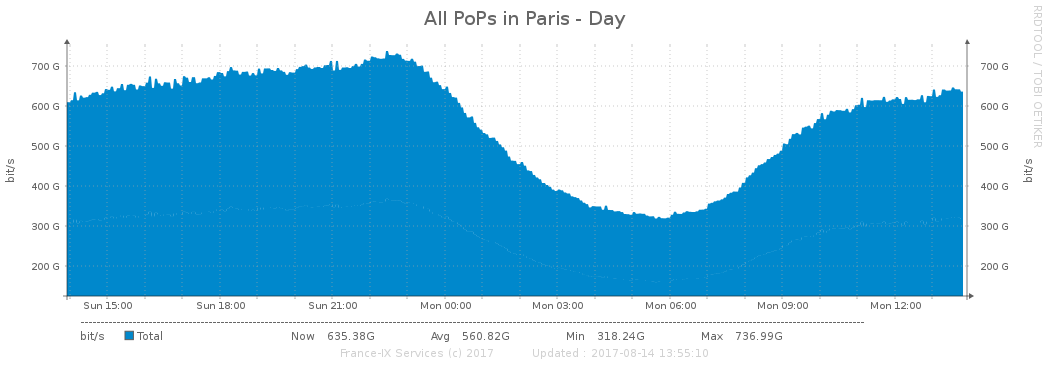 All PoPs in Paris - Day
RRDTOOL / TOBI OETIKER
bit/s
bit/s
700 G
700 G
600 G
600 G
500 G
500 G
400 G
400 G
300 G
300 G
200 G
200 G
Sun 15:00 Sun 18:00 Sun 21:00 Mon 00:00 Mon 03:00 Mon 06:00 Mon 09:00 Mon 12:00
bit/s Total Now 635.38G Avg 560.82G Min 318.24G Max 736.99G
France-IX Services (c) 2017 Updated : 2017-08-14 13:55:10